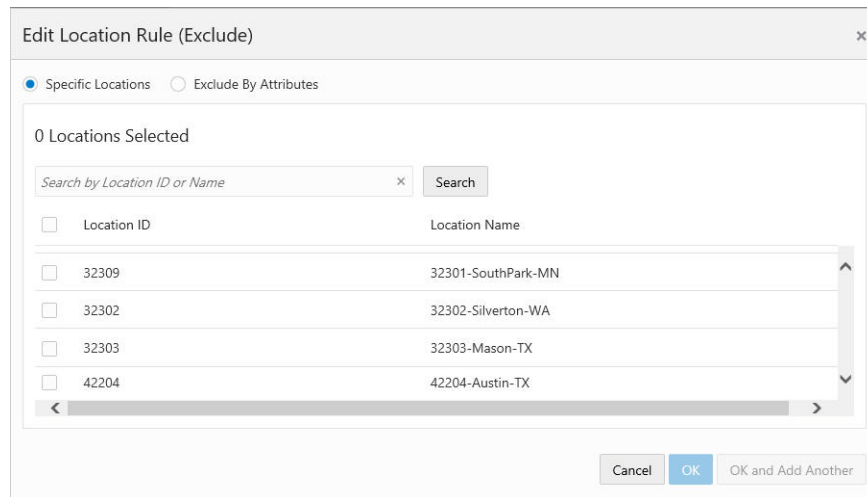 Edit Location Rule (Exclude)
Specific Locations Exclude By Attributes
0 Locations Selected
Search by Location ID or Name Search
Location ID Location Name
32309 32301-SouthPark-MN
32302 32302-Silverton-WA
32303 32303-Mason-TX
42204 42204-Austin-TX
Cancel OK OK and Add Another